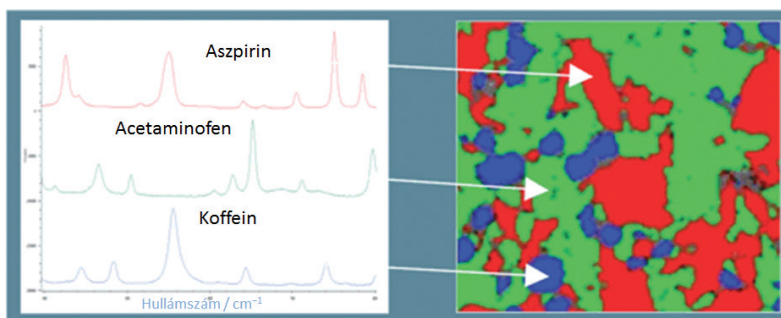 Aszpirin
Acetaminofen
Koffein
Hullámszám / cm⁻¹